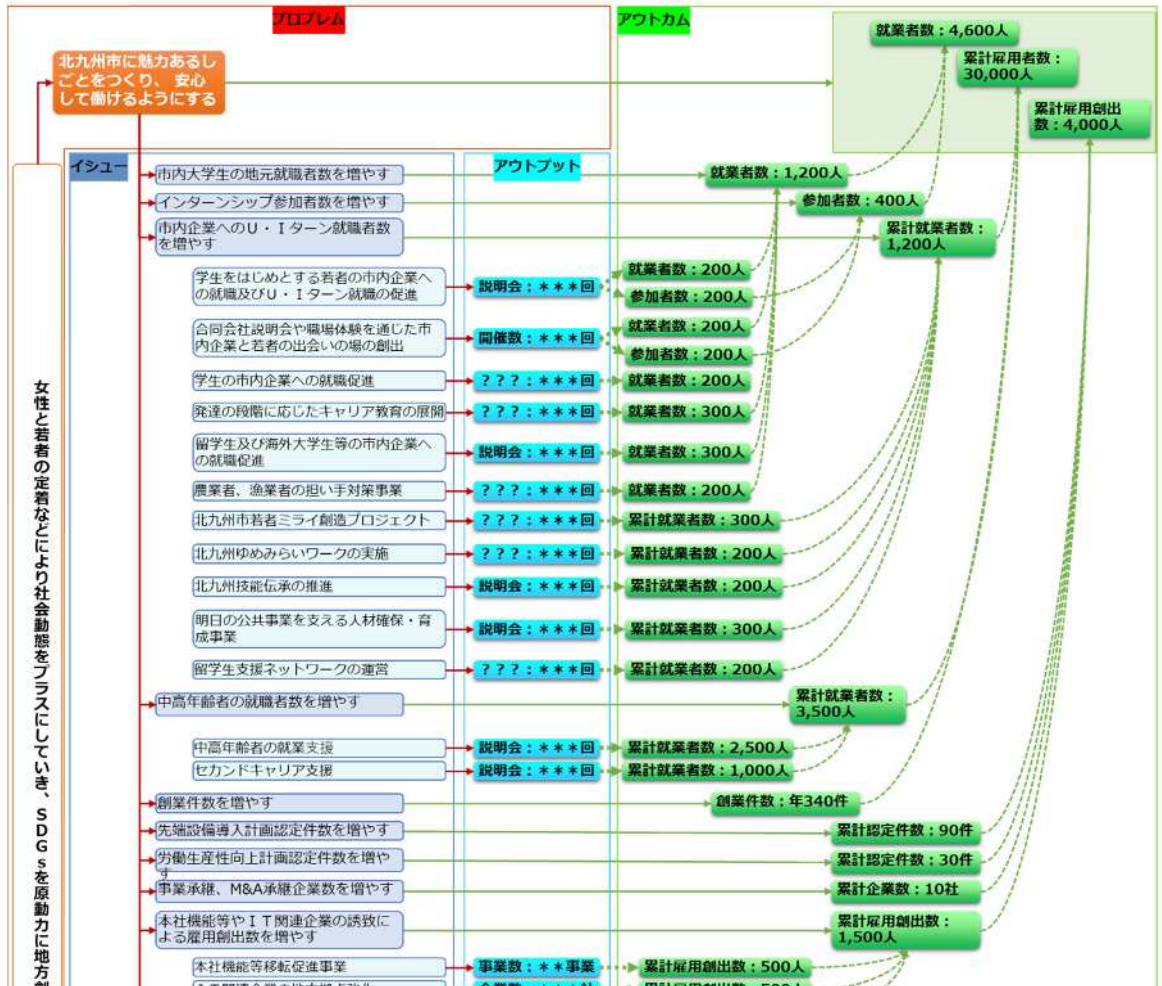 プロブレム
アウトカム
就業者数：4,600人
北九州市に魅力あるし
ごとをつくり、 安心
して働けるようにする
累計雇用者数：
30,000人
累計雇用創出
数：4,000人
イシュー
アウトプット
市内大学生の地元就職者数を増やす
就業者数：1,200人
インターンシップ参加者数を増やす
参加者数：400人
市内企業へのＵ・Ｉターン就職者数
を増やす
累計就業者数：
1,200人
学生をはじめとする若者の市内企業へ
の就職及びＵ・Ｉターン就職の促進
説明会：＊＊＊回
就業者数：200人
参加者数：200人
合同会社説明会や職場体験を通じた市
内企業と若者の出会いの場の創出
開催数：＊＊＊回
就業者数：200人
参加者数：200人
学生の市内企業への就職促進
？？？：＊＊＊回
就業者数：200人
発達の段階に応じたキャリア教育の展開
？？？：＊＊＊回
就業者数：300人
留学生及び海外大学生等の市内企業へ
の就職促進
説明会：＊＊＊回
就業者数：300人
農業者、漁業者の担い手対策事業
？？？：＊＊＊回
就業者数：200人
北九州市若者ミライ創造プロジェクト
？？？：＊＊＊回
累計就業者数：300人
北九州ゆめみらいワークの実施
？？？：＊＊＊回
累計就業者数：200人
北九州技能伝承の推進
説明会：＊＊＊回
累計就業者数：200人
明日の公共事業を支える人材確保・育
成事業
説明会：＊＊＊回
累計就業者数：300人
留学生支援ネットワークの運営
？？？：＊＊＊回
累計就業者数：200人
中高年齢者の就職者数を増やす
累計就業者数：
3,500人
中高年齢者の就業支援
説明会：＊＊＊回
累計就業者数：2,500人
セカンドキャリア支援
説明会：＊＊＊回
累計就業者数：1,000人
創業件数を増やす
創業件数：年340件
先端設備導入計画認定件数を増やす
累計認定件数：90件
労働生産性向上計画認定件数を増や
す
累計認定件数：30件
事業承継、M&A承継企業数を増やす
累計企業数：10社
本社機能等やＩＴ関連企業の誘致に
よる雇用創出数を増やす
累計雇用創出数：
1,500人
本社機能等移転促進事業
事業数：＊＊事業
累計雇用創出数：500人
女性と若者の定着などにより社会動態をプラスにしていき、ＳＤＧｓを原動力に地方創